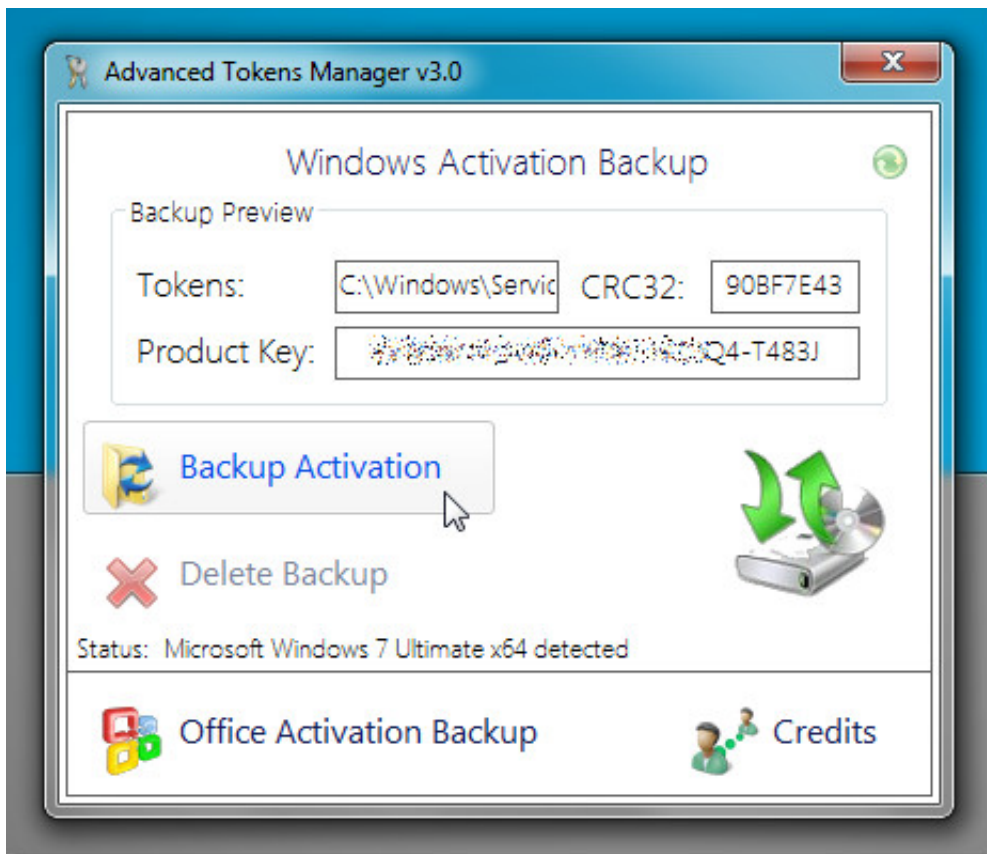 Advanced Tokens Manager v3.0
Windows Activation Backup
Backup Preview
Tokens: C:\Windows\Servic CRC32: 90BF7E43
Product Key: Q4-T483J
Backup Activation
Delete Backup
Status: Microsoft Windows 7 Ultimate x64 detected
Office Activation Backup
Credits